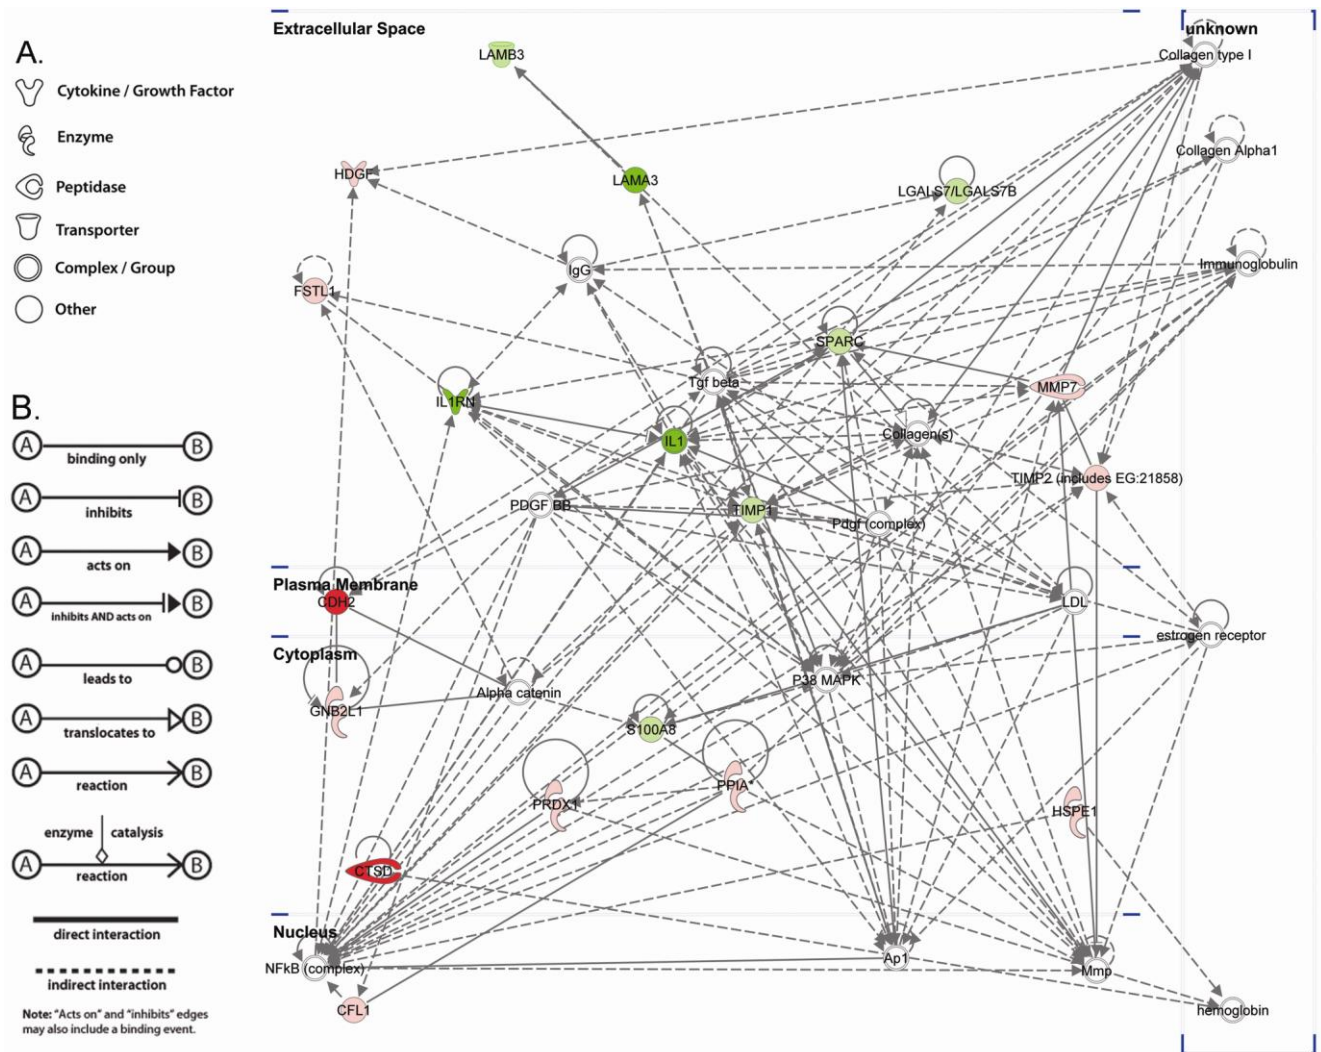 A.
Cytokine / Growth Factor
Enzyme
Peptidase
Transporter
Complex / Group
Other
B.
A B
binding only
A B
inhibits
A B
acts on
A B
inhibits AND acts on
A B
leads to
A B
translocates to
A B
reaction
enzyme catalysis
A B
reaction
direct interaction
indirect interaction
Note: "Acts on" and "inhibits" edges
may also include a binding event.
Extracellular Space
unknown
LAMB3
Collagen type I
Collagen Alpha1
HDGF
LAMA3
LGALS7/LGALS7B
IgG
Immunoglobulin
FSTL1
SPARC
Tgf beta
MMP7
IL1RN
IL1
Collagen(s)
TIMP2 (includes EG:21858)
PDGF BB
TIMP1
Pdgf (complex)
Plasma Membrane
CDH2
LDL
estrogen receptor
Cytoplasm
P38 MAPK
Alpha catenin
GNB2L1
S100A8
PPIA*
PRDX1
HSPE1
CTSD
Nucleus
NFkB (complex)
Ap1
Mmp
CFL1
hemoglobin